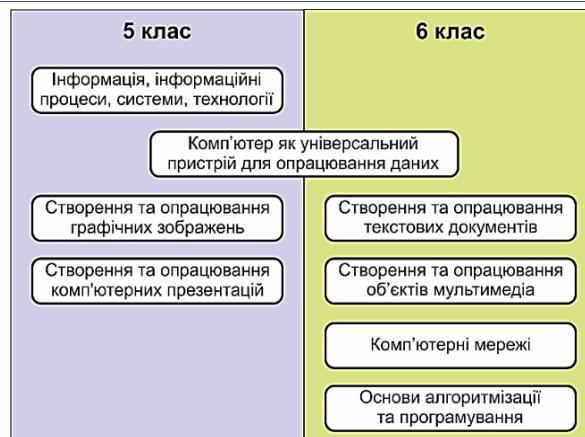 5 клас
6 клас
Інформація, інформаційні
процеси, системи, технології
Комп'ютер як універсальний
пристрій для опрацювання даних
Створення та опрацювання
графічних зображень
Створення та опрацювання
текстових документів
Створення та опрацювання
комп'ютерних презентацій
Створення та опрацювання
об'єктів мультимедіа
Комп'ютерні мережі
Основи алгоритмізації
та програмування